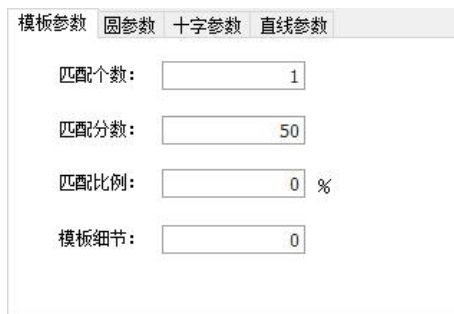 模板参数 圆参数 十字参数 直线参数
匹配个数: 1
匹配分数: 50
匹配比例: 0 %
模板细节: 0